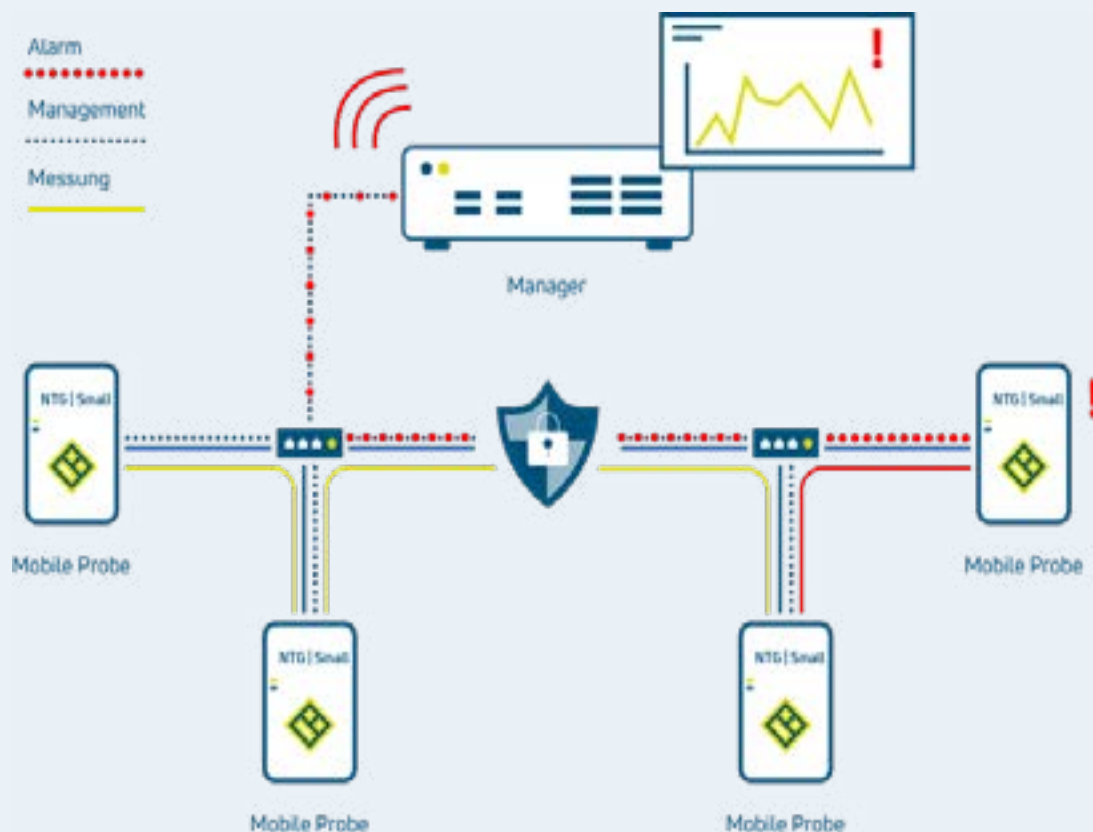 Alarm
Management
Messung
Manager
NTG | Small
NTG | Small
Mobile Probe
Mobile Probe
NTG | Small
NTG | Small
Mobile Probe
Mobile Probe